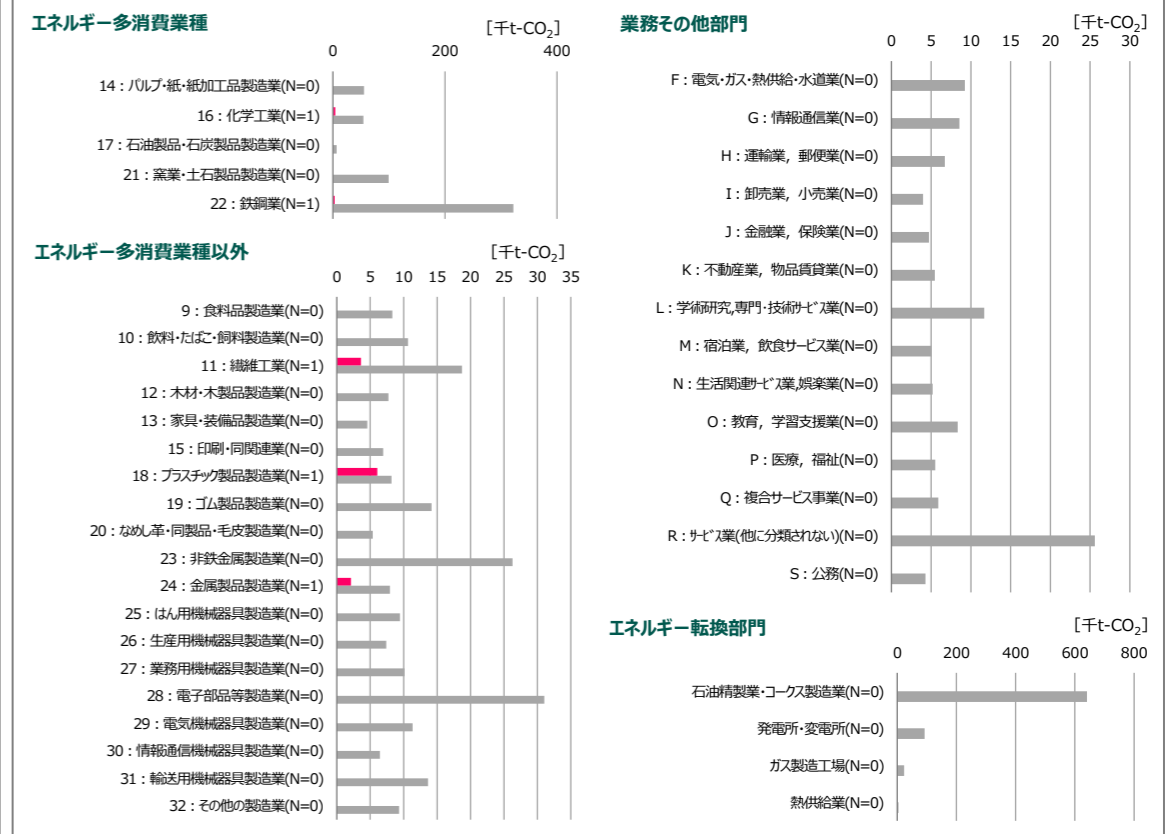 エネルギー多消費業種
[千t-CO2]
0 200 400
14：パルプ・紙・紙加工品製造業(N=0)
16：化学工業(N=1)
17：石油製品・石炭製品製造業(N=0)
21：窯業・土石製品製造業(N=0)
22：鉄鋼業(N=1)
エネルギー多消費業種以外
[千t-CO2]
0 5 10 15 20 25 30 35
9：食料品製造業(N=0)
10：飲料・たばこ・飼料製造業(N=0)
11：繊維工業(N=1)
12：木材・木製品製造業(N=0)
13：家具・装備品製造業(N=0)
15：印刷・同関連業(N=0)
18：プラスチック製品製造業(N=1)
19：ゴム製品製造業(N=0)
20：なめし革・同製品・毛皮製造業(N=0)
23：非鉄金属製造業(N=0)
24：金属製品製造業(N=1)
25：はん用機械器具製造業(N=0)
26：生産用機械器具製造業(N=0)
27：業務用機械器具製造業(N=0)
28：電子部品等製造業(N=0)
29：電気機械器具製造業(N=0)
30：情報通信機械器具製造業(N=0)
31：輸送用機械器具製造業(N=0)
32：その他の製造業(N=0)
業務その他部門
[千t-CO2]
0 5 10 15 20 25 30
F：電気・ガス・熱供給・水道業(N=0)
G：情報通信業(N=0)
H：運輸業，郵便業(N=0)
I：卸売業，小売業(N=0)
J：金融業，保険業(N=0)
K：不動産業，物品賃貸業(N=0)
L：学術研究,専門・技術サービス業(N=0)
M：宿泊業，飲食サービス業(N=0)
N：生活関連サービス業,娯楽業(N=0)
O：教育，学習支援業(N=0)
P：医療，福祉(N=0)
Q：複合サービス事業(N=0)
R：サービス業(他に分類されない)(N=0)
S：公務(N=0)
エネルギー転換部門
[千t-CO2]
0 200 400 600 800
石油精製業・コークス製造業(N=0)
発電所・変電所(N=0)
ガス製造工場(N=0)
熱供給業(N=0)